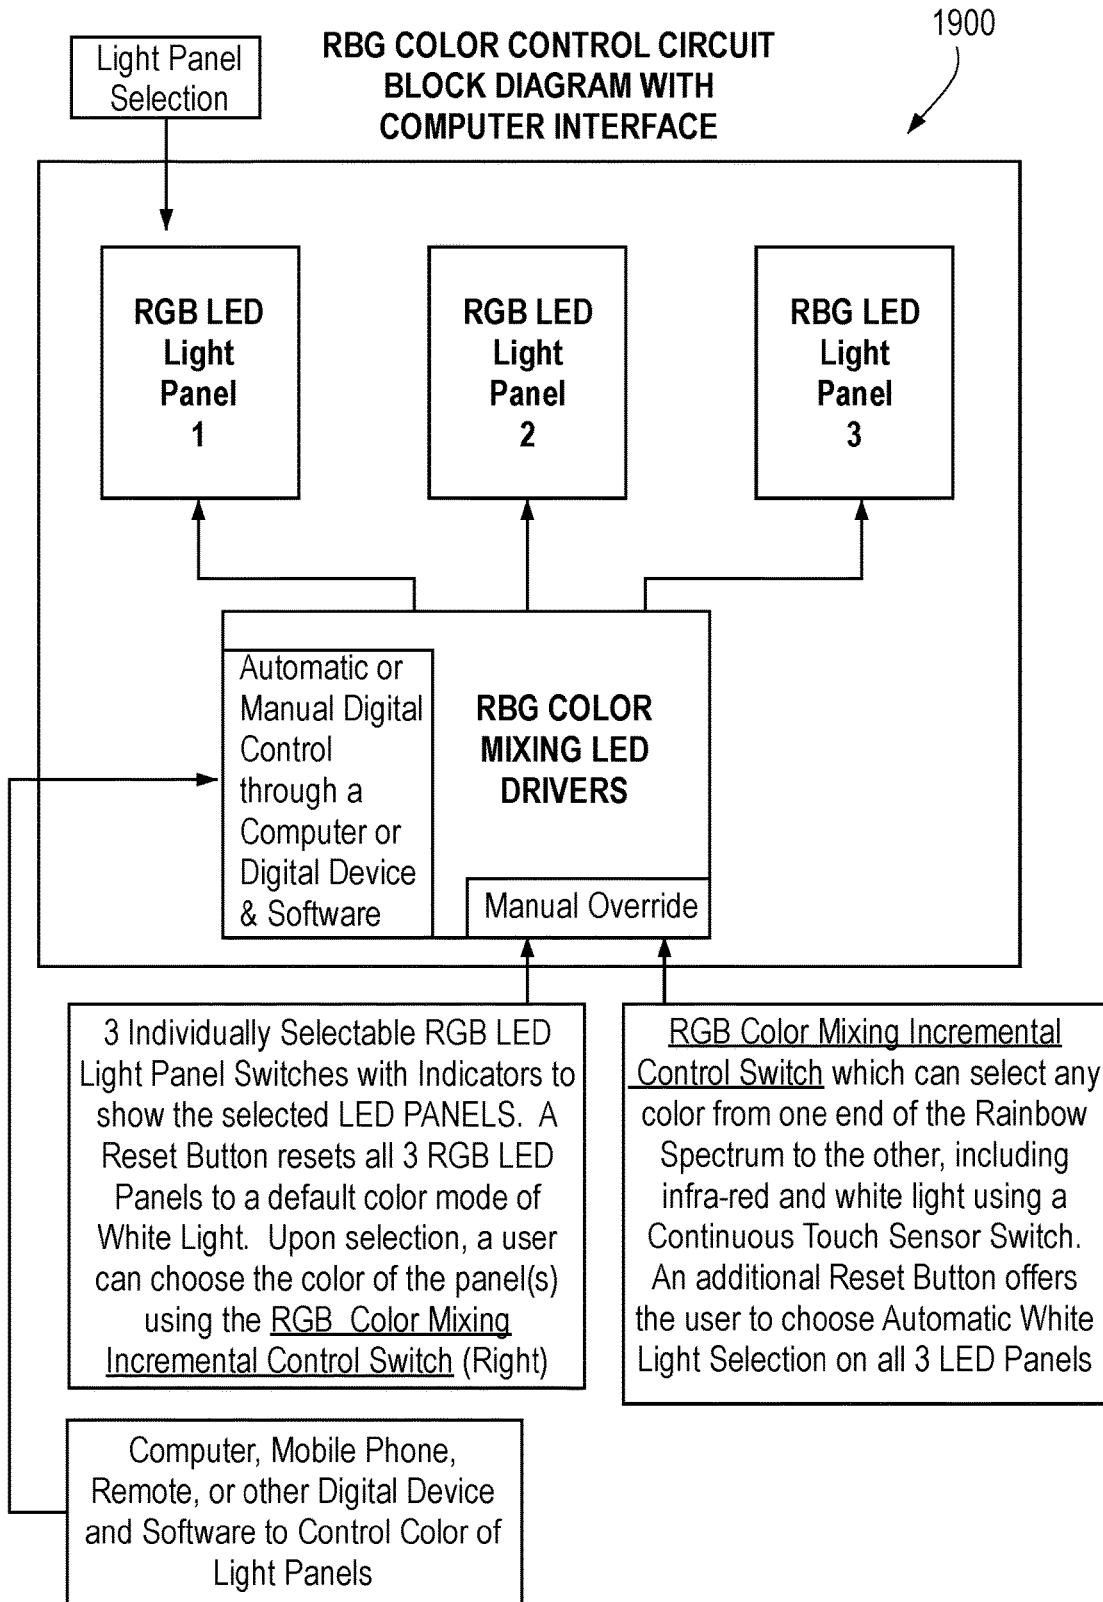 1900
Light Panel
Selection
RBG COLOR CONTROL CIRCUIT
BLOCK DIAGRAM WITH
COMPUTER INTERFACE
RGB LED
Light
Panel
1
RGB LED
Light
Panel
2
RBG LED
Light
Panel
3
Automatic or
Manual Digital
Control
through a
Computer or
Digital Device
& Software
RBG COLOR
MIXING LED
DRIVERS
Manual Override
3 Individually Selectable RGB LED
Light Panel Switches with Indicators to
show the selected LED PANELS. A
Reset Button resets all 3 RGB LED
Panels to a default color mode of
White Light. Upon selection, a user
can choose the color of the panel(s)
using the RGB Color Mixing
Incremental Control Switch (Right)
RGB Color Mixing Incremental
Control Switch which can select any
color from one end of the Rainbow
Spectrum to the other, including
infra-red and white light using a
Continuous Touch Sensor Switch.
An additional Reset Button offers
the user to choose Automatic White
Light Selection on all 3 LED Panels
Computer, Mobile Phone,
Remote, or other Digital Device
and Software to Control Color of
Light Panels